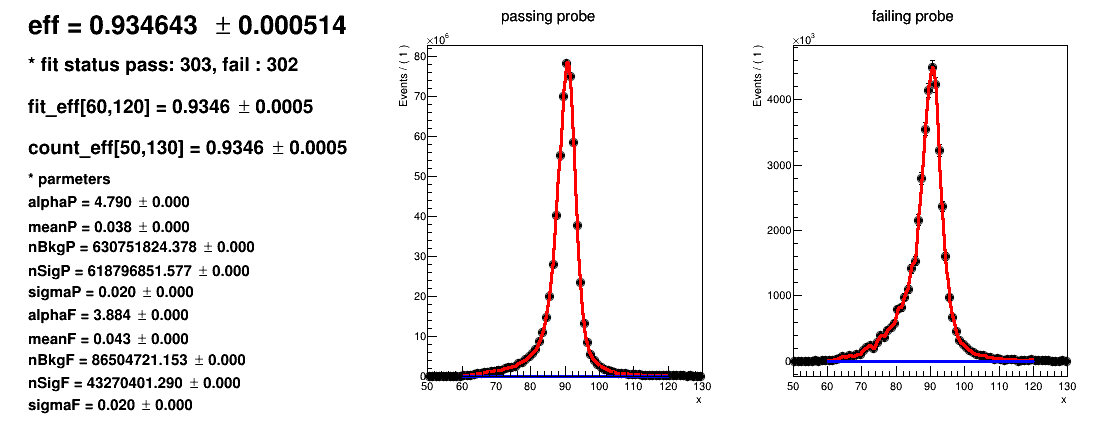 eff = 0.934643 ± 0.000514
* fit status pass: 303, fail : 302
fit_eff[60,120] = 0.9346 ± 0.0005
count_eff[50,130] = 0.9346 ± 0.0005
* parmeters
alphaP = 4.790 ± 0.000
meanP = 0.038 ± 0.000
nBkgP = 630751824.378 ± 0.000
nSigP = 618796851.577 ± 0.000
sigmaP = 0.020 ± 0.000
alphaF = 3.884 ± 0.000
meanF = 0.043 ± 0.000
nBkgF = 86504721.153 ± 0.000
nSigF = 43270401.290 ± 0.000
sigmaF = 0.020 ± 0.000
passing probe
×10⁶
Events / ( 1 )
80
70
60
50
40
30
20
10
0
50 60 70 80 90 100 110 120 130
x
failing probe
×10³
Events / ( 1 )
4000
3000
2000
1000
0
50 60 70 80 90 100 110 120 130
x